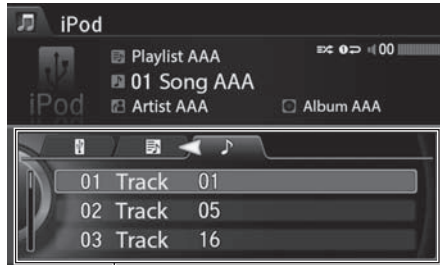 iPod
Playlist AAA
01 Song AAA
00
iPod
Artist AAA
Album AAA
01 Track 01
02 Track 05
03 Track 16